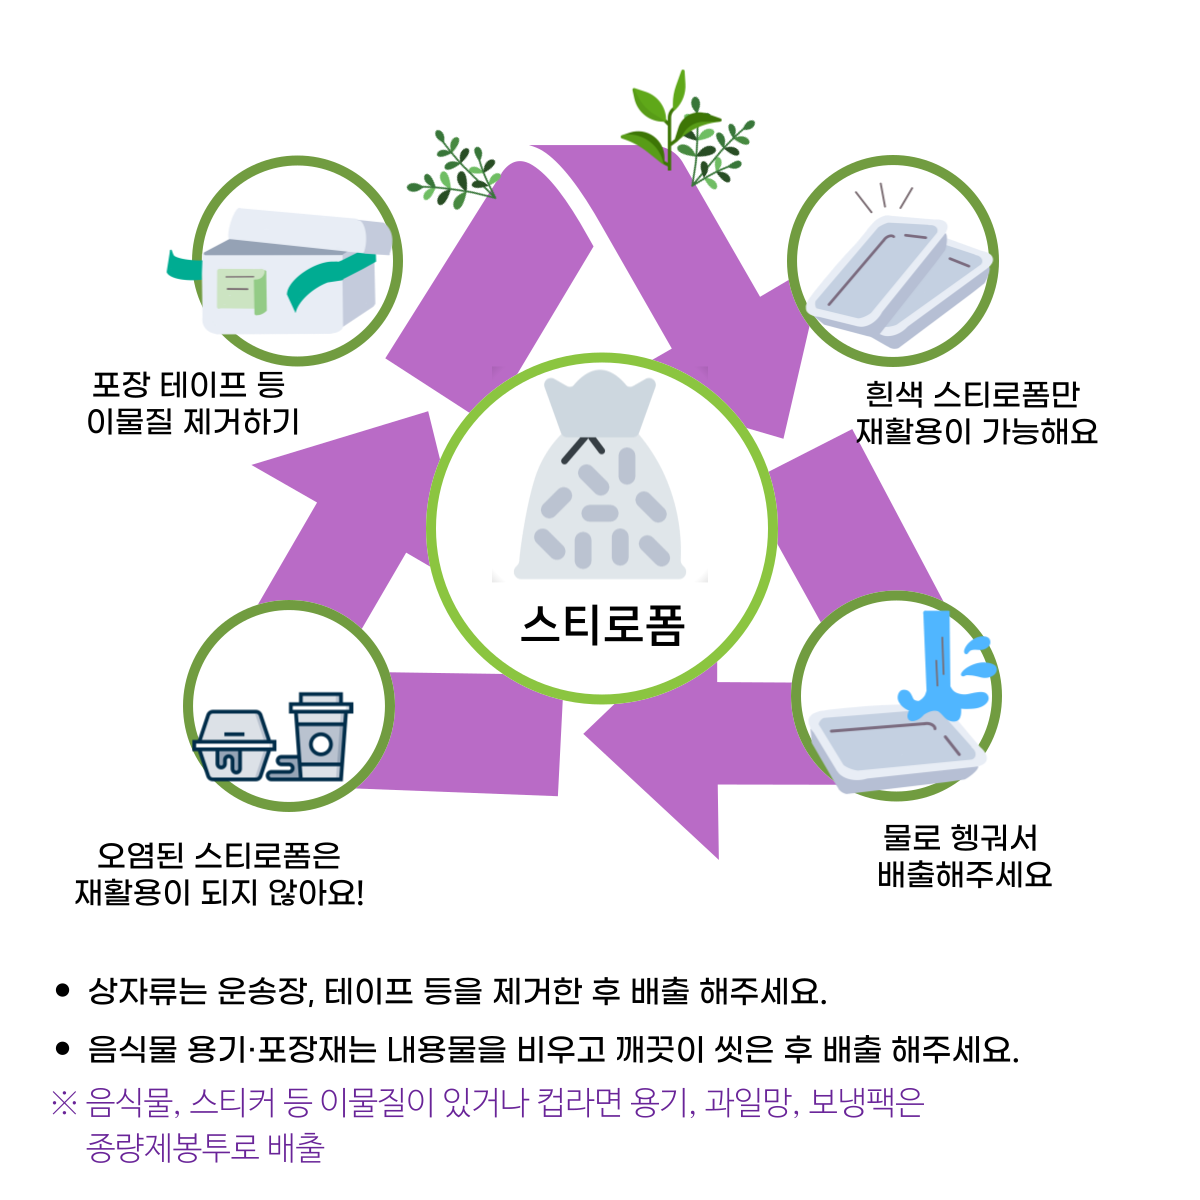 포장 테이프 등
이물질 제거하기
흰색 스티로폼만
재활용이 가능해요
스티로폼
오염된 스티로폼은
재활용이 되지 않아요!
물로 헹궈서
배출해주세요
• 상자류는 운송장, 테이프 등을 제거한 후 배출 해주세요.
• 음식물 용기·포장재는 내용물을 비우고 깨끗이 씻은 후 배출 해주세요.
※ 음식물, 스티커 등 이물질이 있거나 컵라면 용기, 과일망, 보냉팩은
종량제봉투로 배출